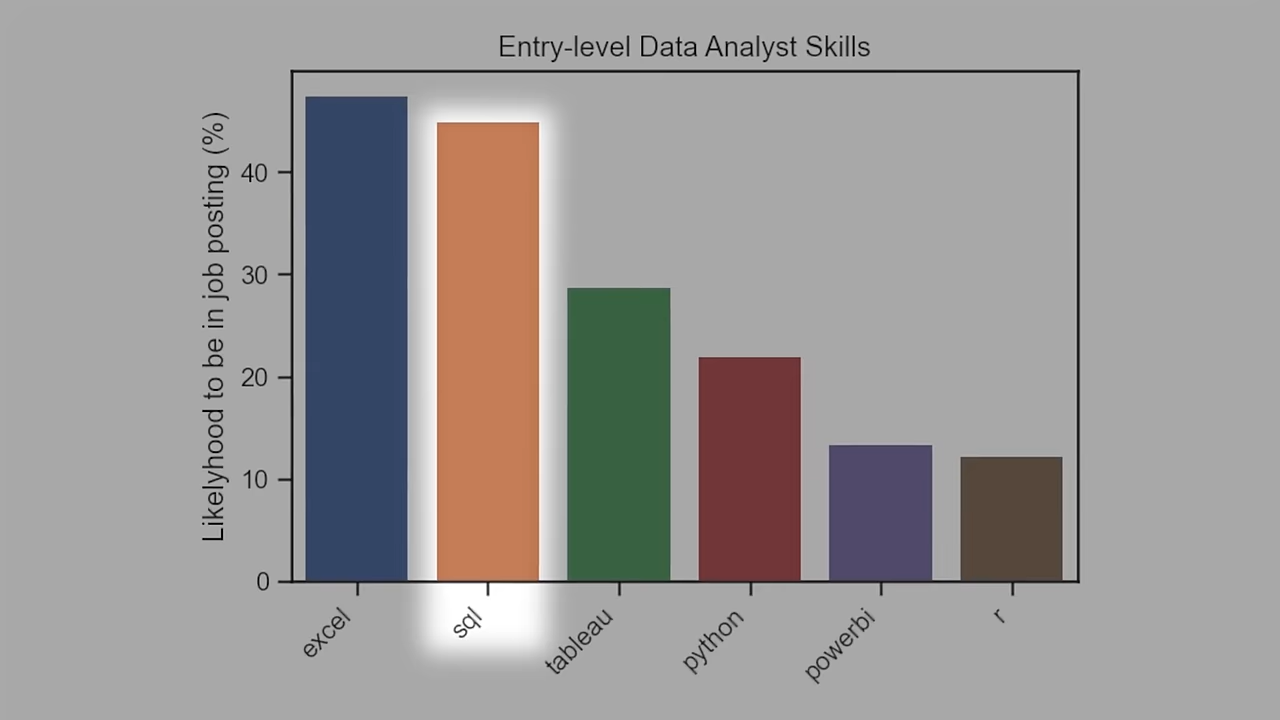 Entry-level Data Analyst Skills
Likelyhood to be in job posting (%)
40
30
20
10
0
excel
sql
tableau
python
powerbi
r